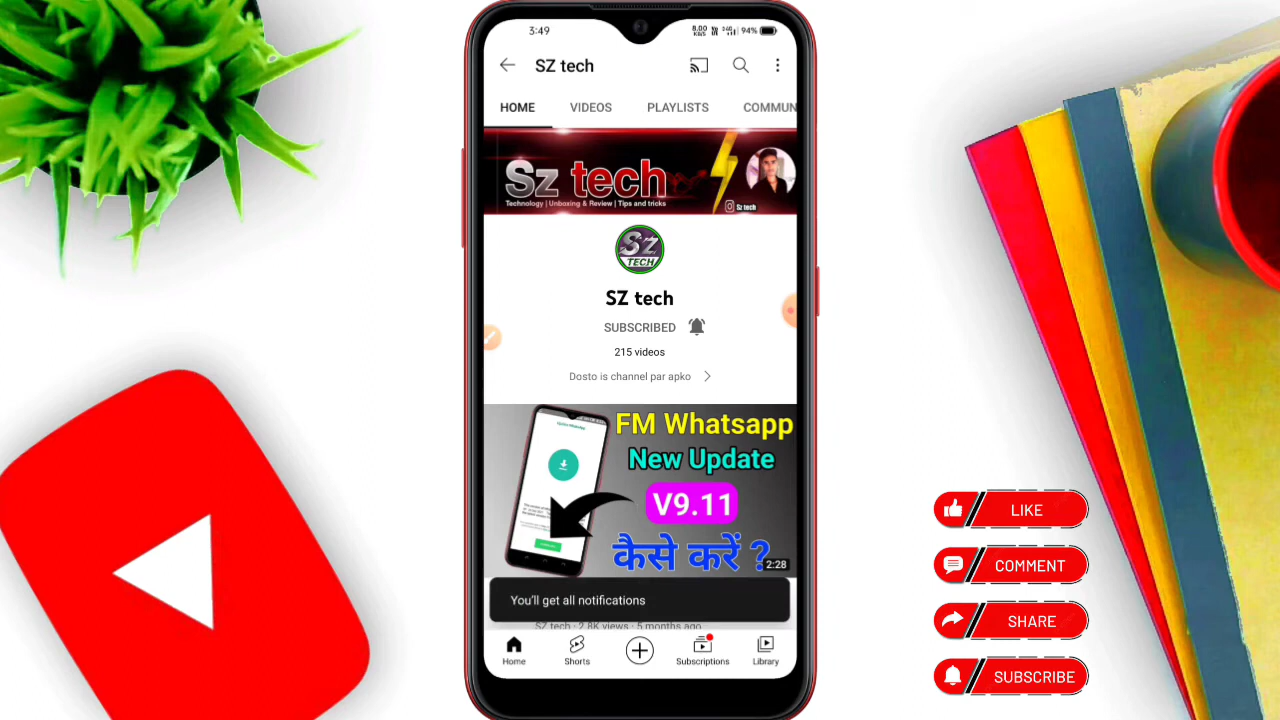 3:49
8.00
KB/S
94%
SZ tech
HOME
VIDEOS
PLAYLISTS
COMMUN
Sz tech
Technology | Unboxing & Review | Tips and tricks
Sz tech
SZ
TECH
SZ tech
SUBSCRIBED
215 videos
Dosto is channel par apko
FM Whatsapp
New Update
V9.11
कैसे करें ?
2:28
You'll get all notifications
SZ tech · 2.8K views · 5 months ago
Home
Shorts
Subscriptions
Library
LIKE
COMMENT
SHARE
SUBSCRIBE